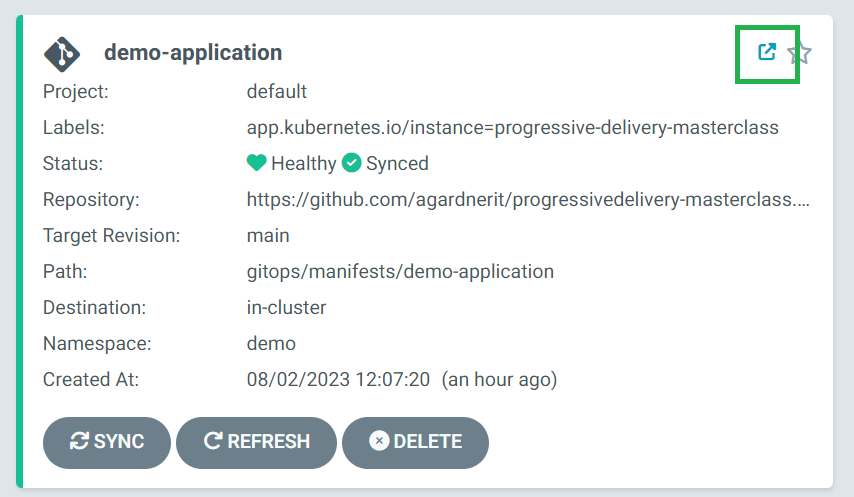 demo-application
Project: default
Labels: app.kubernetes.io/instance=progressive-delivery-masterclass
Status: Healthy Synced
Repository: https://github.com/agardnerit/progressivedelivery-masterclass....
Target Revision: main
Path: gitops/manifests/demo-application
Destination: in-cluster
Namespace: demo
Created At: 08/02/2023 12:07:20 (an hour ago)
SYNC REFRESH DELETE